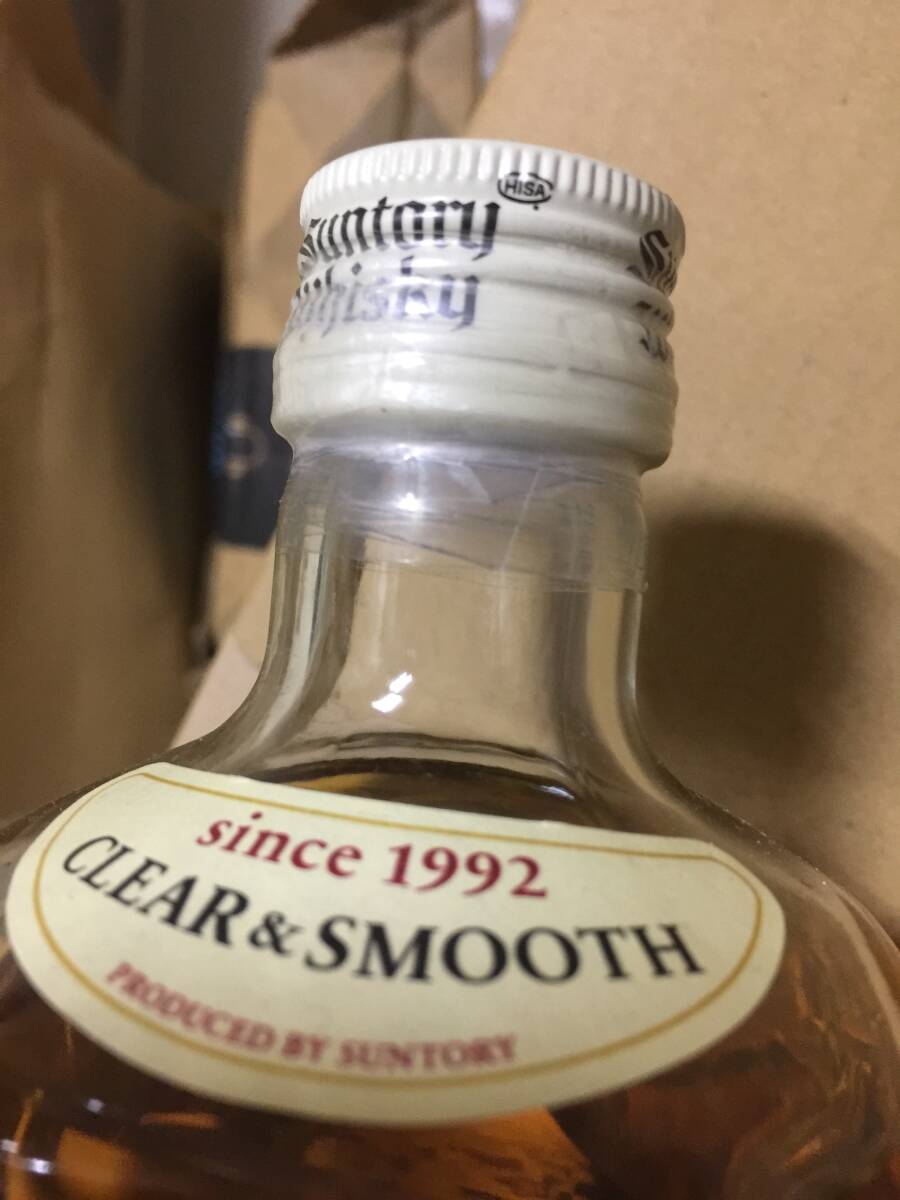 HISA
Suntory
Whisky
since 1992
CLEAR & SMOOTH
PRODUCED BY SUNTORY